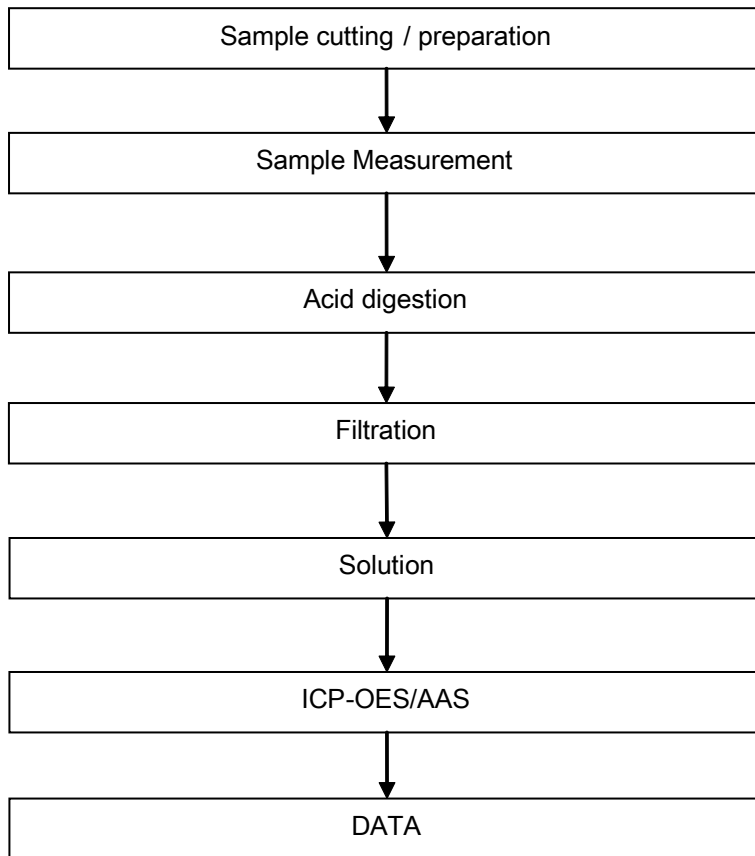 Sample cutting / preparation
Sample Measurement
Acid digestion
Filtration
Solution
ICP-OES/AAS
DATA